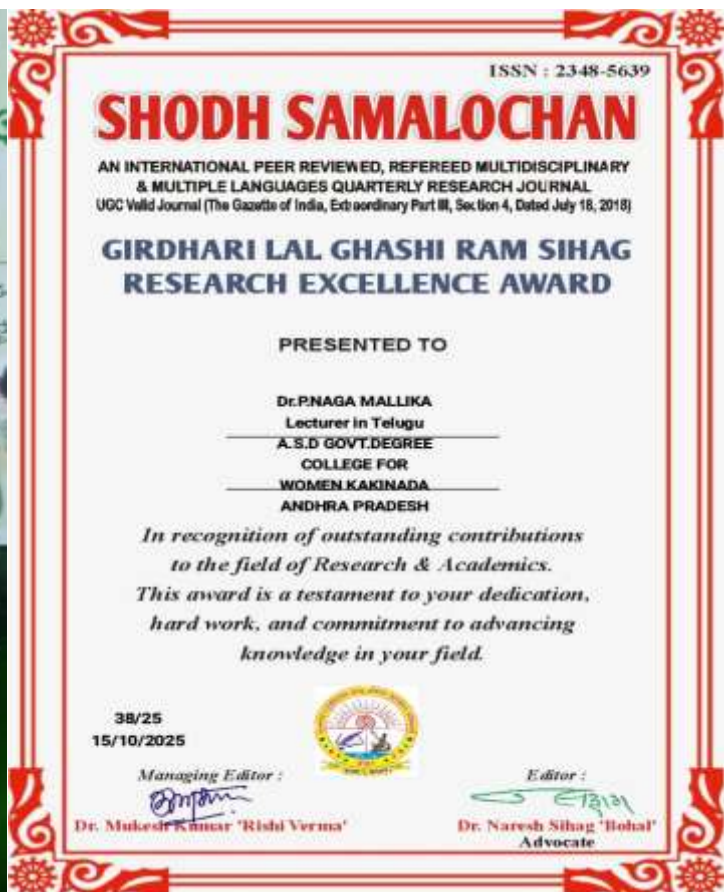 ISSN : 2348-5639
SHODH SAMALOCHAN
AN INTERNATIONAL PEER REVIEWED, REFEREED MULTIDISCIPLINARY
& MULTIPLE LANGUAGES QUARTERLY RESEARCH JOURNAL
UGC Valid Journal (The Gazette of India, Extraordinary Part III, Section 4, Dated July 18, 2018)
GIRDHARI LAL GHASHI RAM SIHAG
RESEARCH EXCELLENCE AWARD
PRESENTED TO
Dr.P.NAGA MALLIKA
Lecturer in Telugu
A.S.D GOVT.DEGREE
COLLEGE FOR
WOMEN KAKINADA
ANDHRA PRADESH
In recognition of outstanding contributions
to the field of Research & Academics.
This award is a testament to your dedication,
hard work, and commitment to advancing
knowledge in your field.
38/25
15/10/2025
Managing Editor :
Editor :
Dr. Mukesh Kumar 'Rishi Verma'
Dr. Naresh Sihag 'Bohal'
Advocate